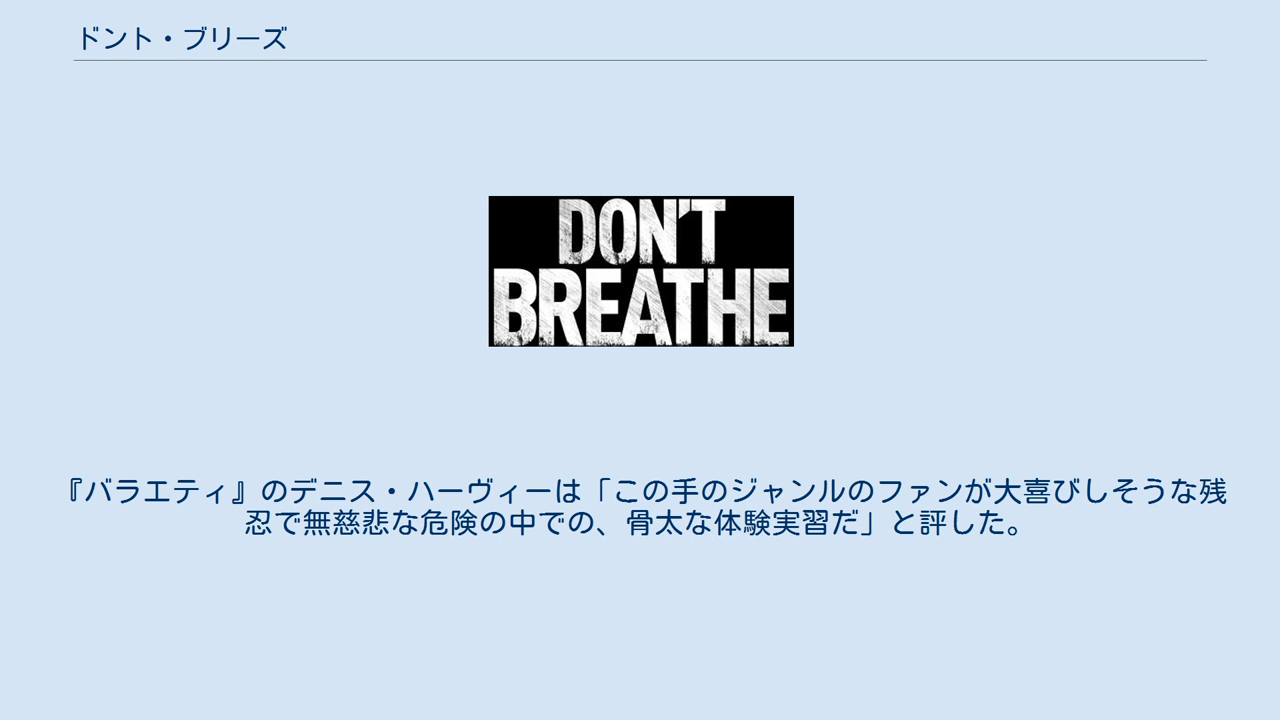 ドント・ブリーズ
DON'T
BREATHE
『バラエティ』のデニス・ハーヴィーは「この手のジャンルのファンが大喜びしそうな残
忍で無慈悲な危険の中での、骨太な体験実習だ」と評した。